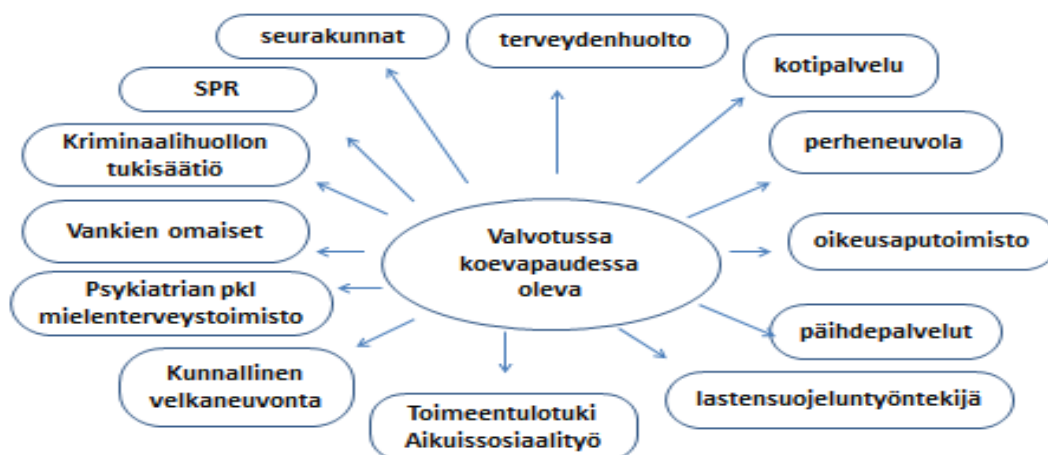 seurakunnat
terveydenhuolto
kotipalvelu
SPR
perheneuvola
Kriminaalihuollon
tukisäätiö
Vankien omaiset
Valvotussa
koevapaudessa
oleva
oikeusaputoimisto
Psykiatrian pkl
mielenterveystoimisto
päihdepalvelut
Kunnallinen
velkaneuvonta
Toimeentulotuki
Aikuissosiaalityö
lastensuojeluntyöntekijä